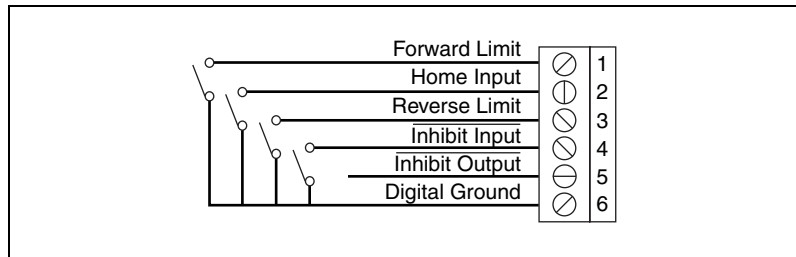 Forward Limit 1
Home Input 2
Reverse Limit 3
Inhibit Input 4
Inhibit Output 5
Digital Ground 6